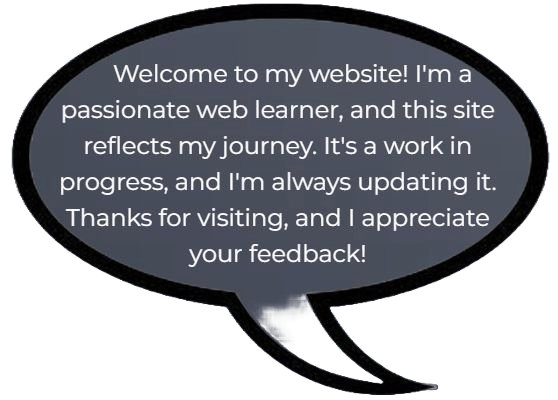 Welcome to my website! I'm a
passionate web learner, and this site
reflects my journey. It's a work in
progress, and I'm always updating it.
Thanks for visiting, and I appreciate
your feedback!